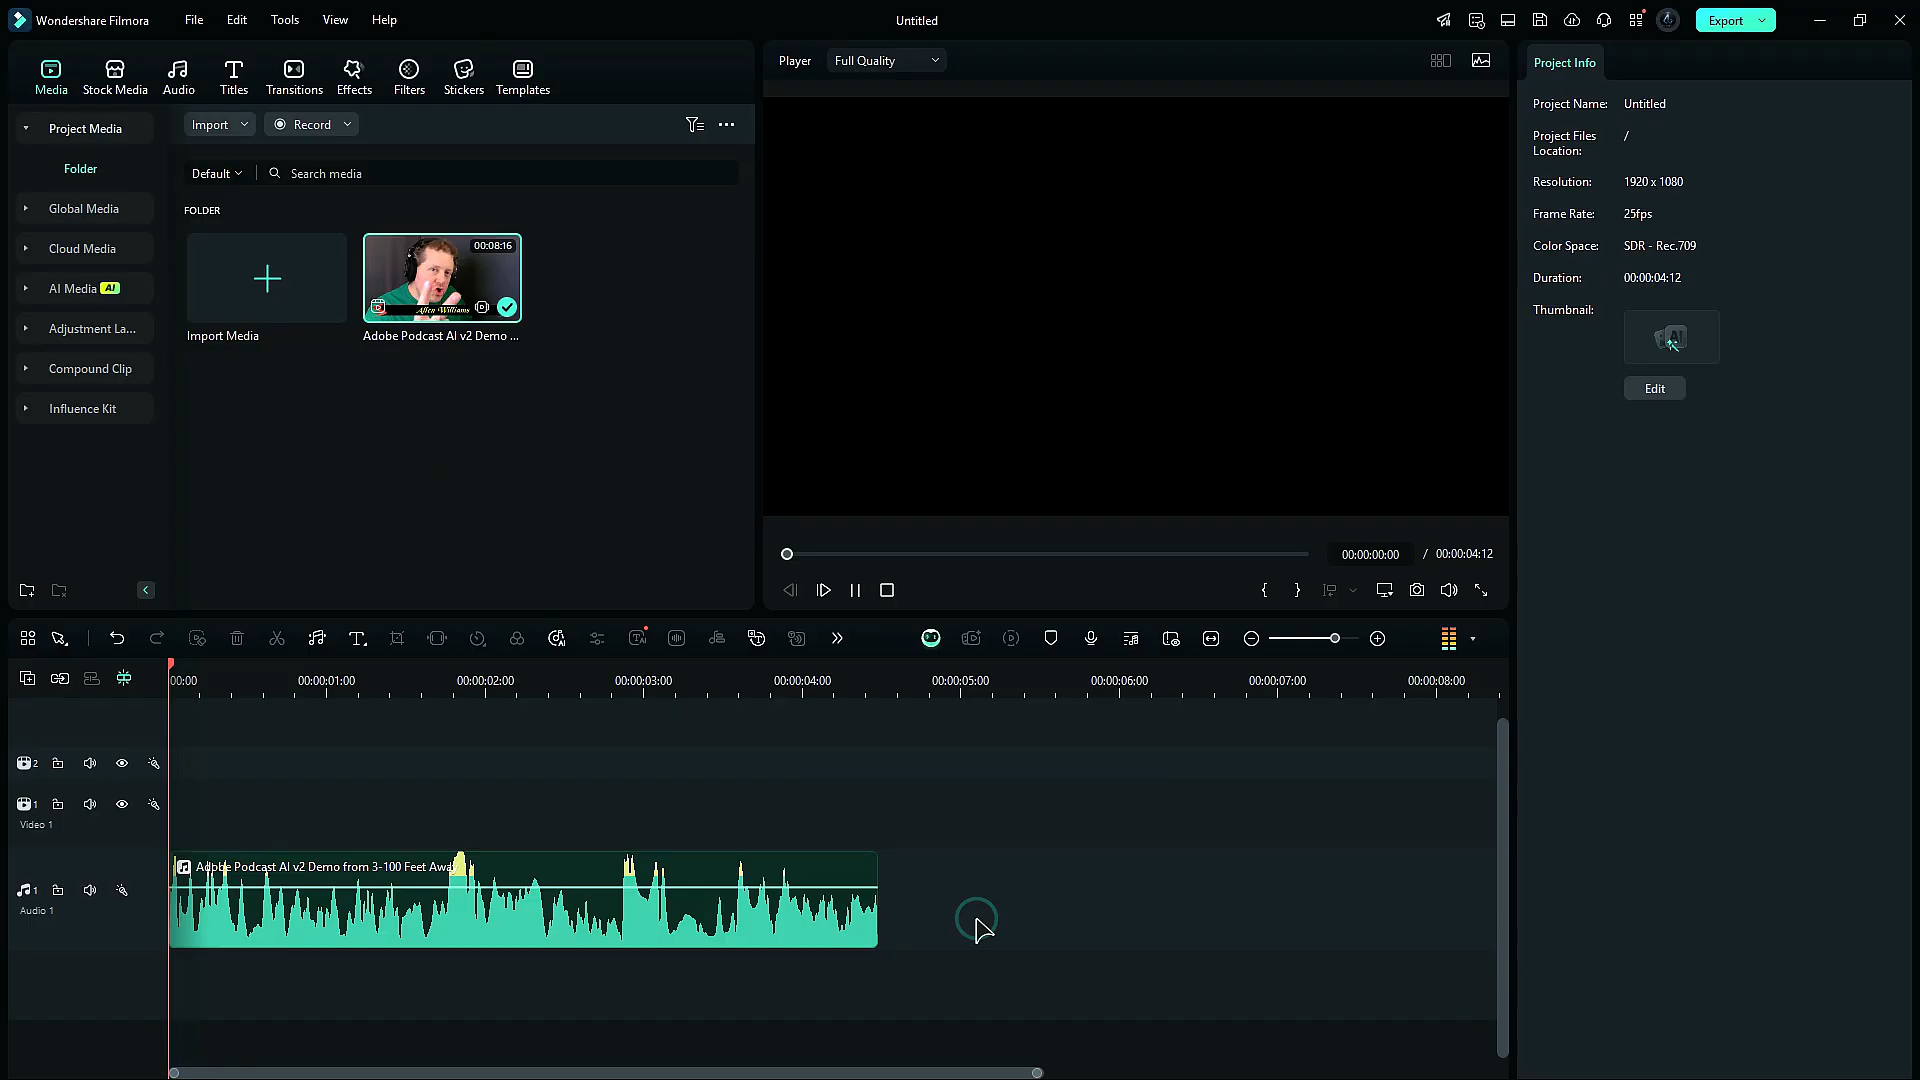 Wondershare Filmora
File
Edit
Tools
View
Help
Untitled
Export
Media
Stock Media
Audio
Titles
Transitions
Effects
Filters
Stickers
Templates
Player
Full Quality
Project Info
Project Media
Folder
Global Media
Cloud Media
AI Media AI
Adjustment La...
Compound Clip
Influence Kit
Import
Record
Default
Search media
FOLDER
00:08:16
Allen Williams
Import Media
Adobe Podcast AI v2 Demo ...
Project Name: Untitled
Project Files /
Location:
Resolution: 1920 x 1080
Frame Rate: 25fps
Color Space: SDR - Rec.709
Duration: 00:00:04:12
Thumbnail:
AI
Edit
00:00:00:00 / 00:00:04:12
00:00
00:00:01:00
00:00:02:00
00:00:03:00
00:00:04:00
00:00:05:00
00:00:06:00
00:00:07:00
00:00:08:00
2
1
Video 1
Adobe Podcast AI v2 Demo from 3-100 Feet Away
1
Audio 1